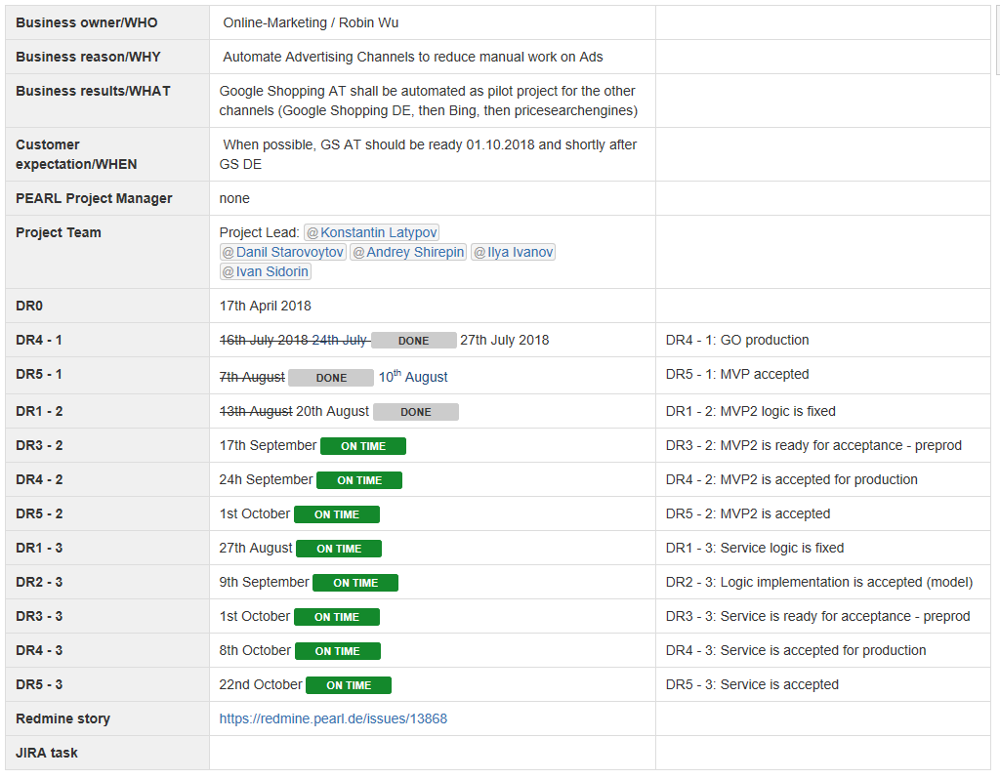 Business owner/WHO Online-Marketing / Robin Wu
Business reason/WHY Automate Advertising Channels to reduce manual work on Ads
Business results/WHAT Google Shopping AT shall be automated as pilot project for the other
channels (Google Shopping DE, then Bing, then pricesearchengines)
Customer When possible, GS AT should be ready 01.10.2018 and shortly after
expectation/WHEN GS DE
PEARL Project Manager none
Project Team Project Lead: @Konstantin Latypov
@Danil Starovoytov @Andrey Shirepin @Ilya Ivanov
@Ivan Sidorin
DR0 17th April 2018
DR4 - 1 16th July 2018 24th July DONE 27th July 2018 DR4 - 1: GO production
DR5 - 1 7th August DONE 10th August DR5 - 1: MVP accepted
DR1 - 2 13th August 20th August DONE DR1 - 2: MVP2 logic is fixed
DR3 - 2 17th September ON TIME DR3 - 2: MVP2 is ready for acceptance - preprod
DR4 - 2 24h September ON TIME DR4 - 2: MVP2 is accepted for production
DR5 - 2 1st October ON TIME DR5 - 2: MVP2 is accepted
DR1 - 3 27th August ON TIME DR1 - 3: Service logic is fixed
DR2 - 3 9th September ON TIME DR2 - 3: Logic implementation is accepted (model)
DR3 - 3 1st October ON TIME DR3 - 3: Service is ready for acceptance - preprod
DR4 - 3 8th October ON TIME DR4 - 3: Service is accepted for production
DR5 - 3 22nd October ON TIME DR5 - 3: Service is accepted
Redmine story https://redmine.pearl.de/issues/13868
JIRA task